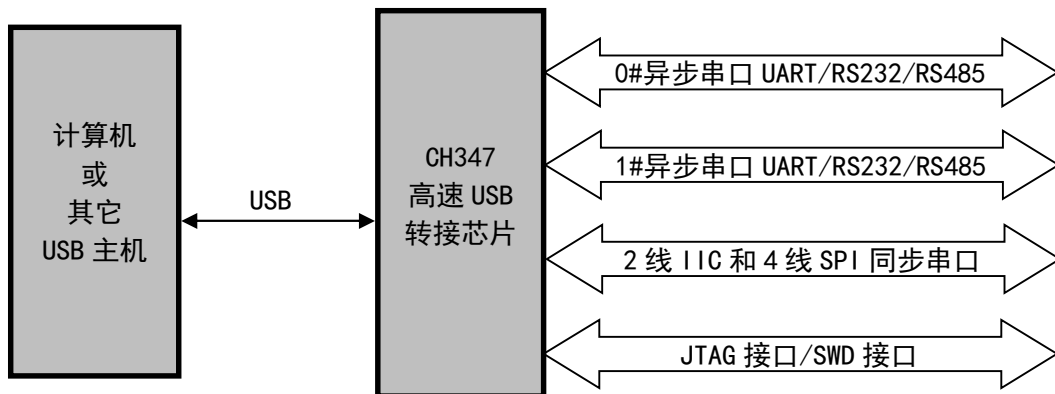 计算机
或
其它
USB 主机
USB
CH347
高速 USB
转接芯片
0#异步串口 UART/RS232/RS485
1#异步串口 UART/RS232/RS485
2 线 IIC 和 4 线 SPI 同步串口
JTAG 接口/SWD 接口